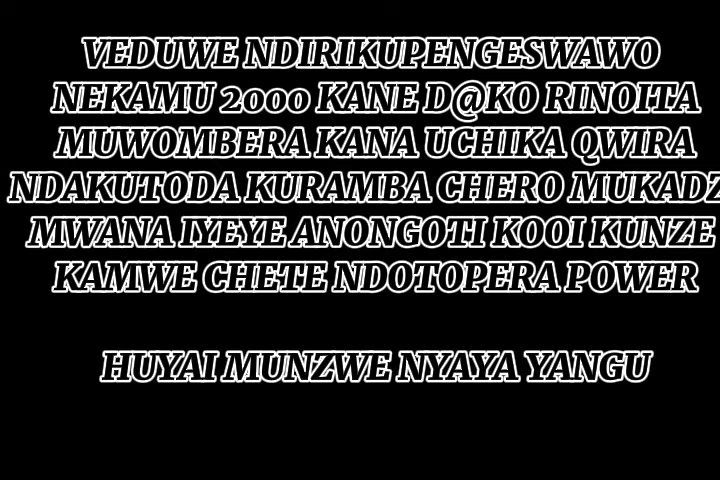 VEDUWE NDIRIKUPENGESWAWO
NEKAMU 2000 KANE D@KO RINOITA
MUWOMBERA KANA UCHIKA QWIRA
NDAKUTODA KURAMBA CHERO MUKADZ
MWANA IYEYE ANONGOTI KOOI KUNZE
KAMWE CHETE NDOTOPERA POWER
HUYAI MUNZWE NYAYA YANGU